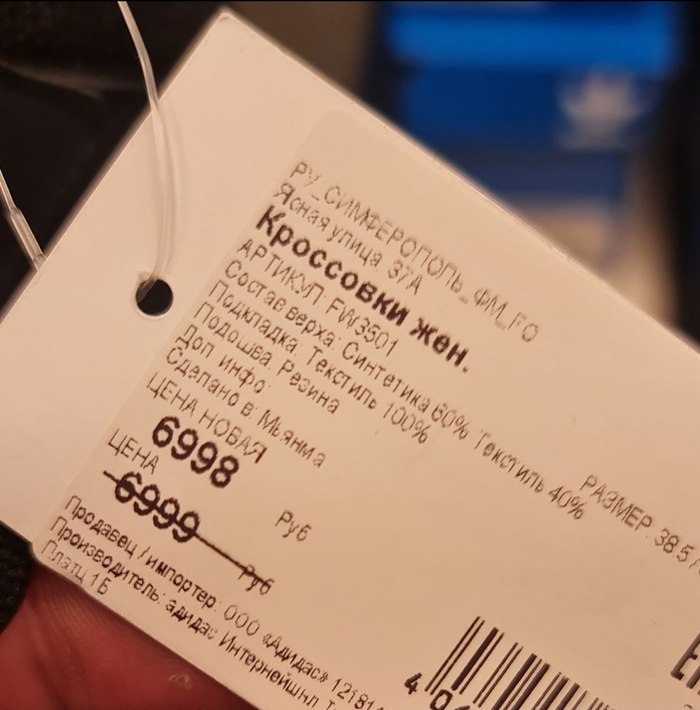 РУ_СИМФЕРОПОЛЬ_ФМ_РО
Ясная улица 37А
Кроссовки жен.
АРТИКУЛ: FW3501
Состав верха: Синтетика 60% Текстиль 40%
Подкладка: Текстиль 100%
Подошва: Резина
Доп. инфо:
Сделано в: Мьянма
РАЗМЕР: 38.5
ЦЕНА НОВАЯ
6998 Руб
ЦЕНА
6999 Руб
Продавец / импортер: ООО «Адидас»
Производитель: адидас Интернейшнл
Платц 1Б